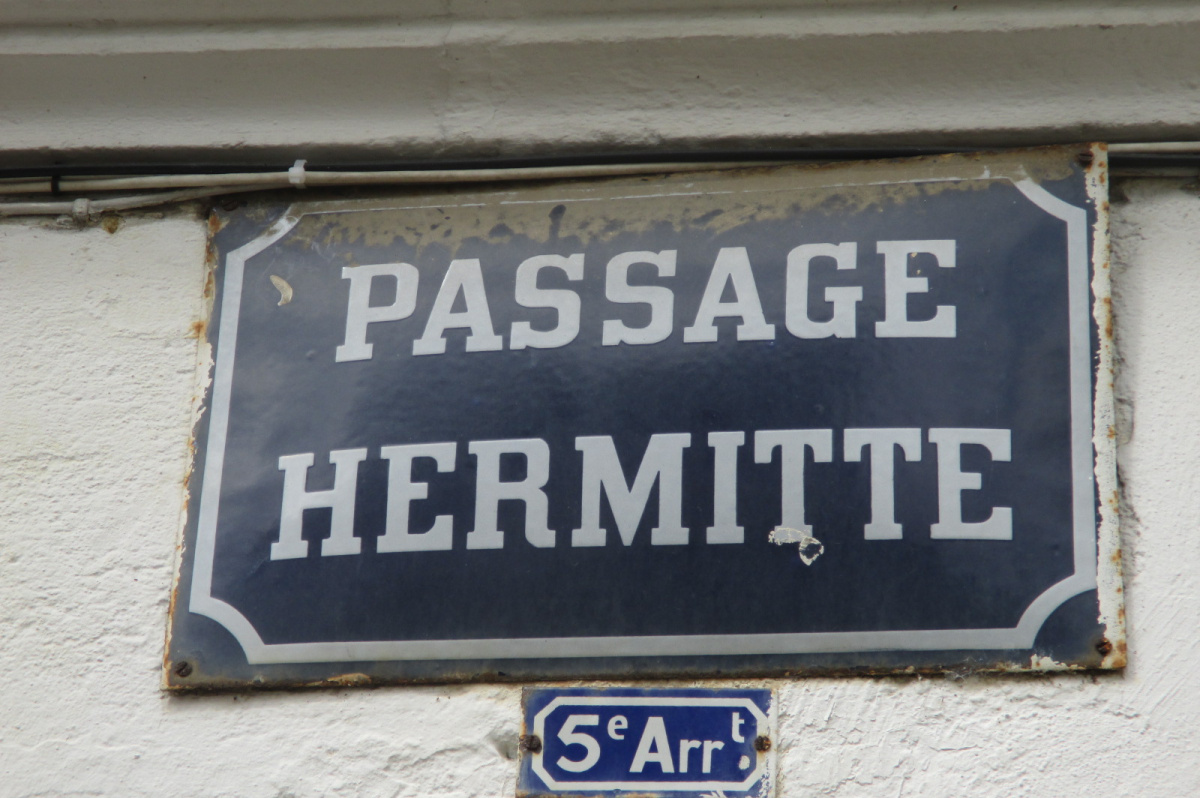 PASSAGE
HERMITTE
5e Arrt.